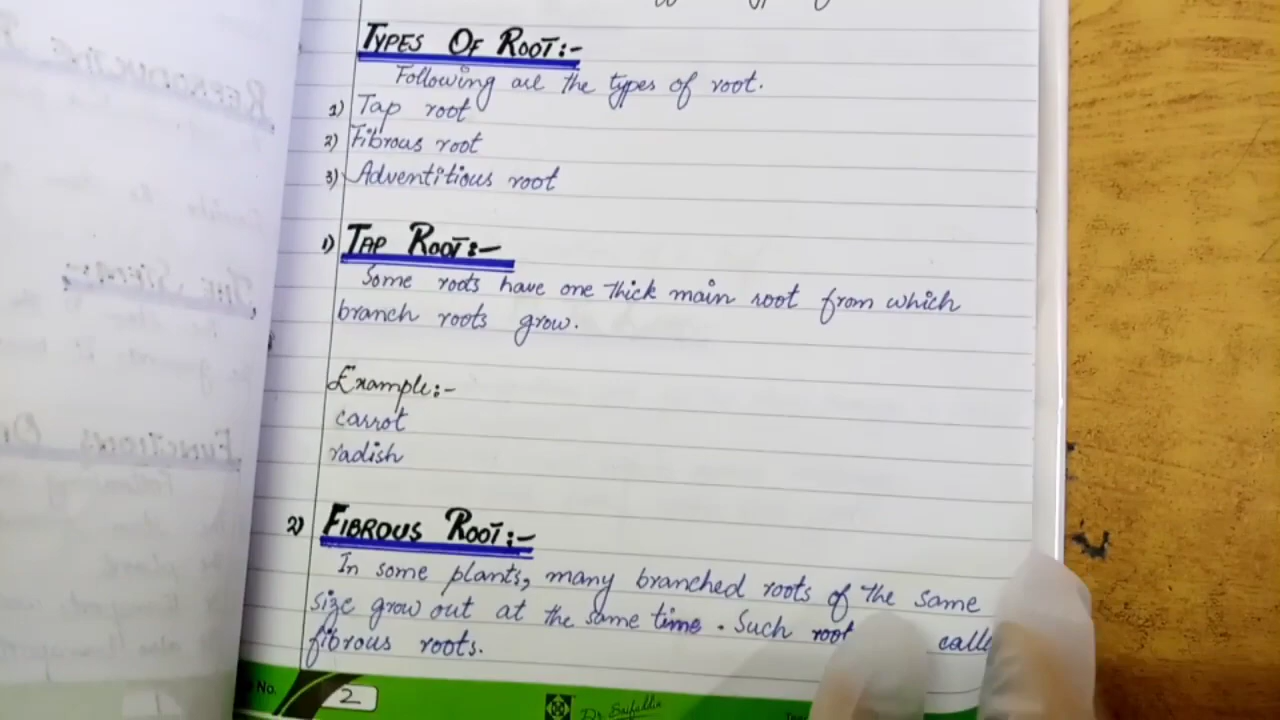 TYPES OF ROOT:-
Following are the types of root.
1) Tap root
2) Fibrous root
3) Adventitious root
1) TAP ROOT:-
Some roots have one thick main root from which
branch roots grow.
Example:-
carrot
radish
2) FIBROUS ROOT:-
In some plants, many branched roots of the same
size grow out at the same time. Such root calle
fibrous roots.
No. 2